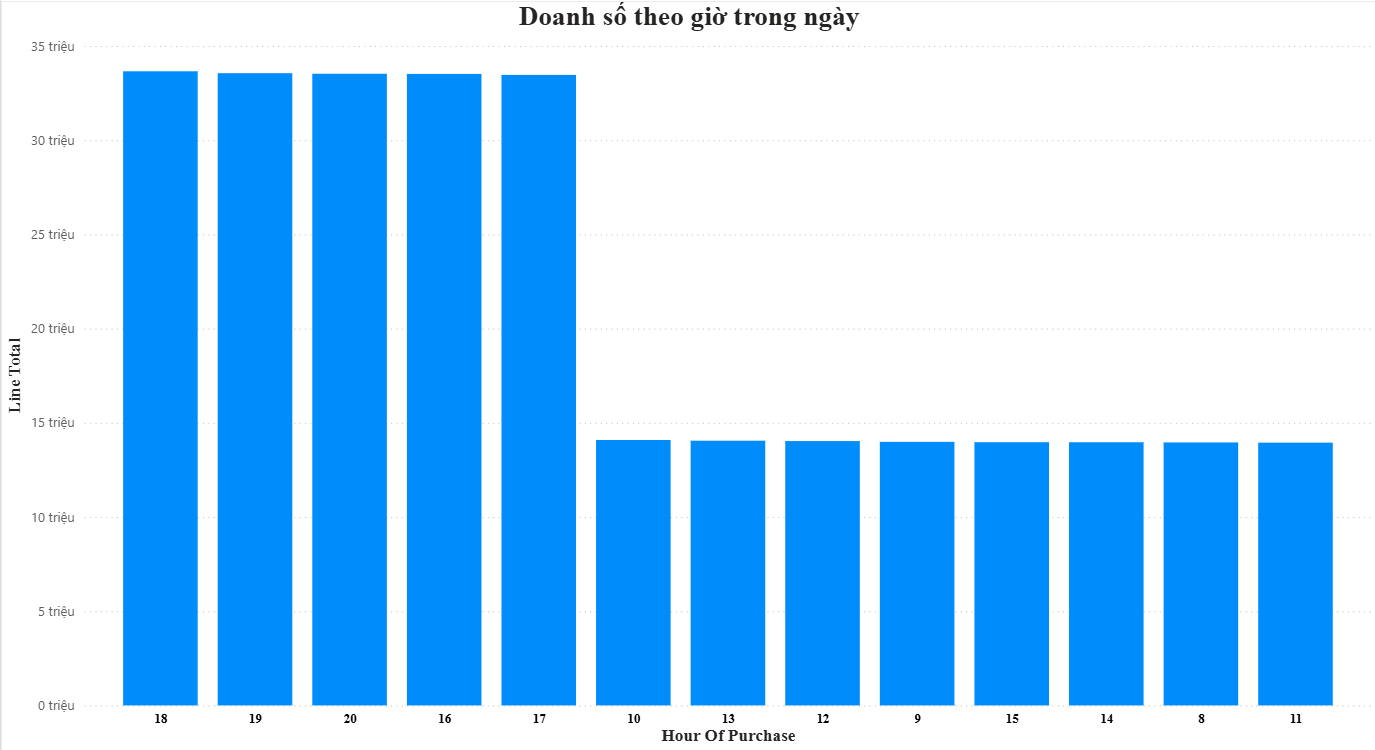 Doanh số theo giờ trong ngày
35 triệu
30 triệu
25 triệu
20 triệu
15 triệu
10 triệu
5 triệu
0 triệu
Line Total
18 19 20 16 17 10 13 12 9 15 14 8 11
Hour Of Purchase